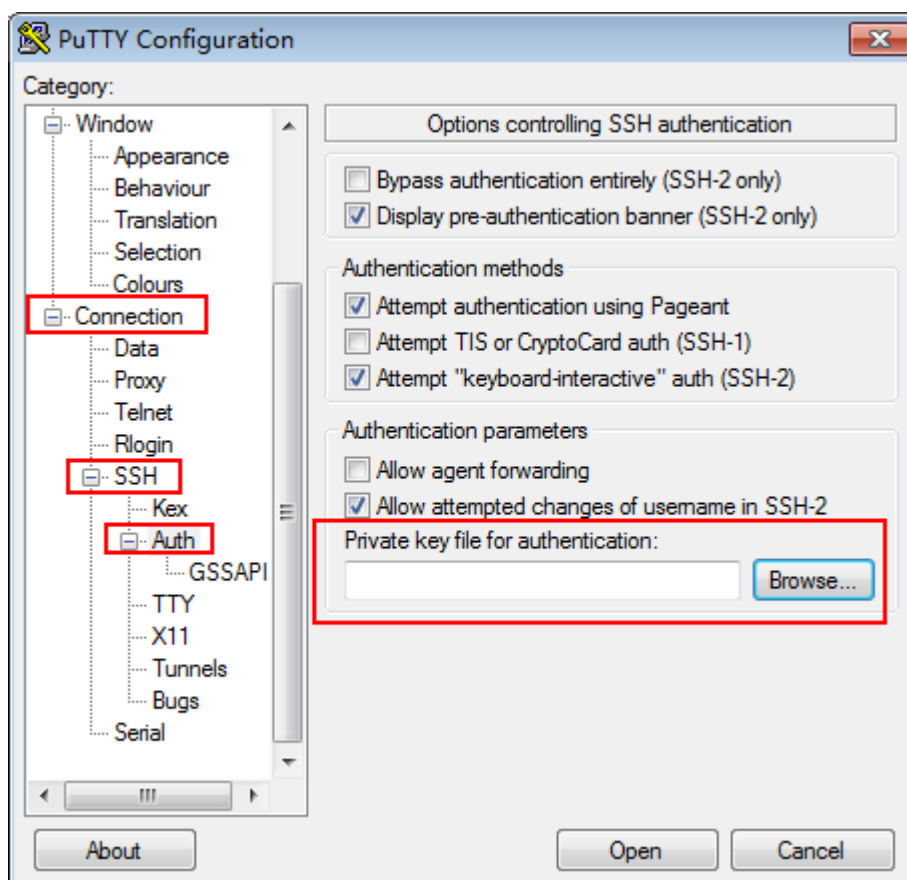 PuTTY Configuration
Category:
Window
Appearance
Behaviour
Translation
Selection
Colours
Connection
Data
Proxy
Telnet
Rlogin
SSH
Kex
Auth
GSSAPI
TTY
X11
Tunnels
Bugs
Serial
Options controlling SSH authentication
Bypass authentication entirely (SSH-2 only)
Display pre-authentication banner (SSH-2 only)
Authentication methods
Attempt authentication using Pageant
Attempt TIS or CryptoCard auth (SSH-1)
Attempt "keyboard-interactive" auth (SSH-2)
Authentication parameters
Allow agent forwarding
Allow attempted changes of username in SSH-2
Private key file for authentication:
Browse...
About
Open
Cancel